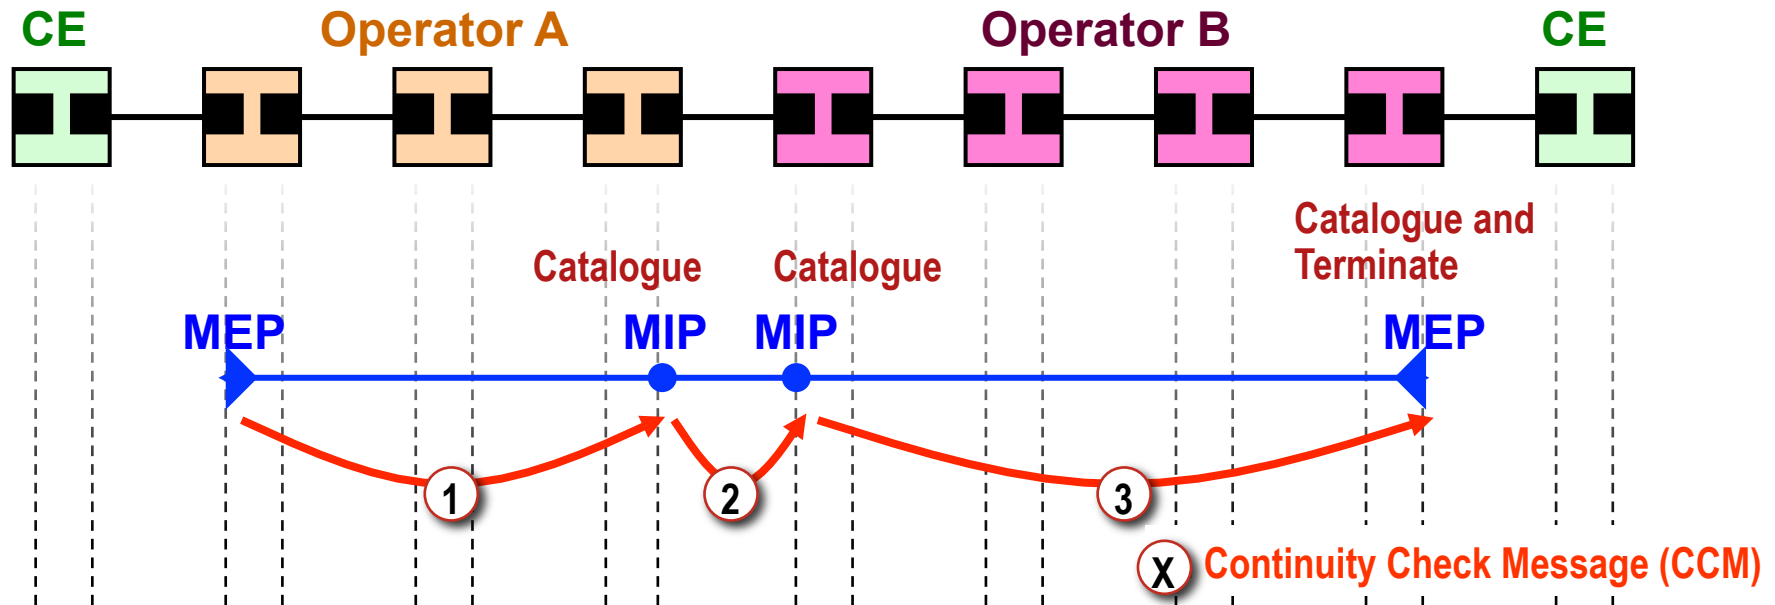 CE Operator A Operator B CE
Catalogue and
Terminate
Catalogue Catalogue
MEP MIP MIP MEP
1 2 3
X Continuity Check Message (CCM)